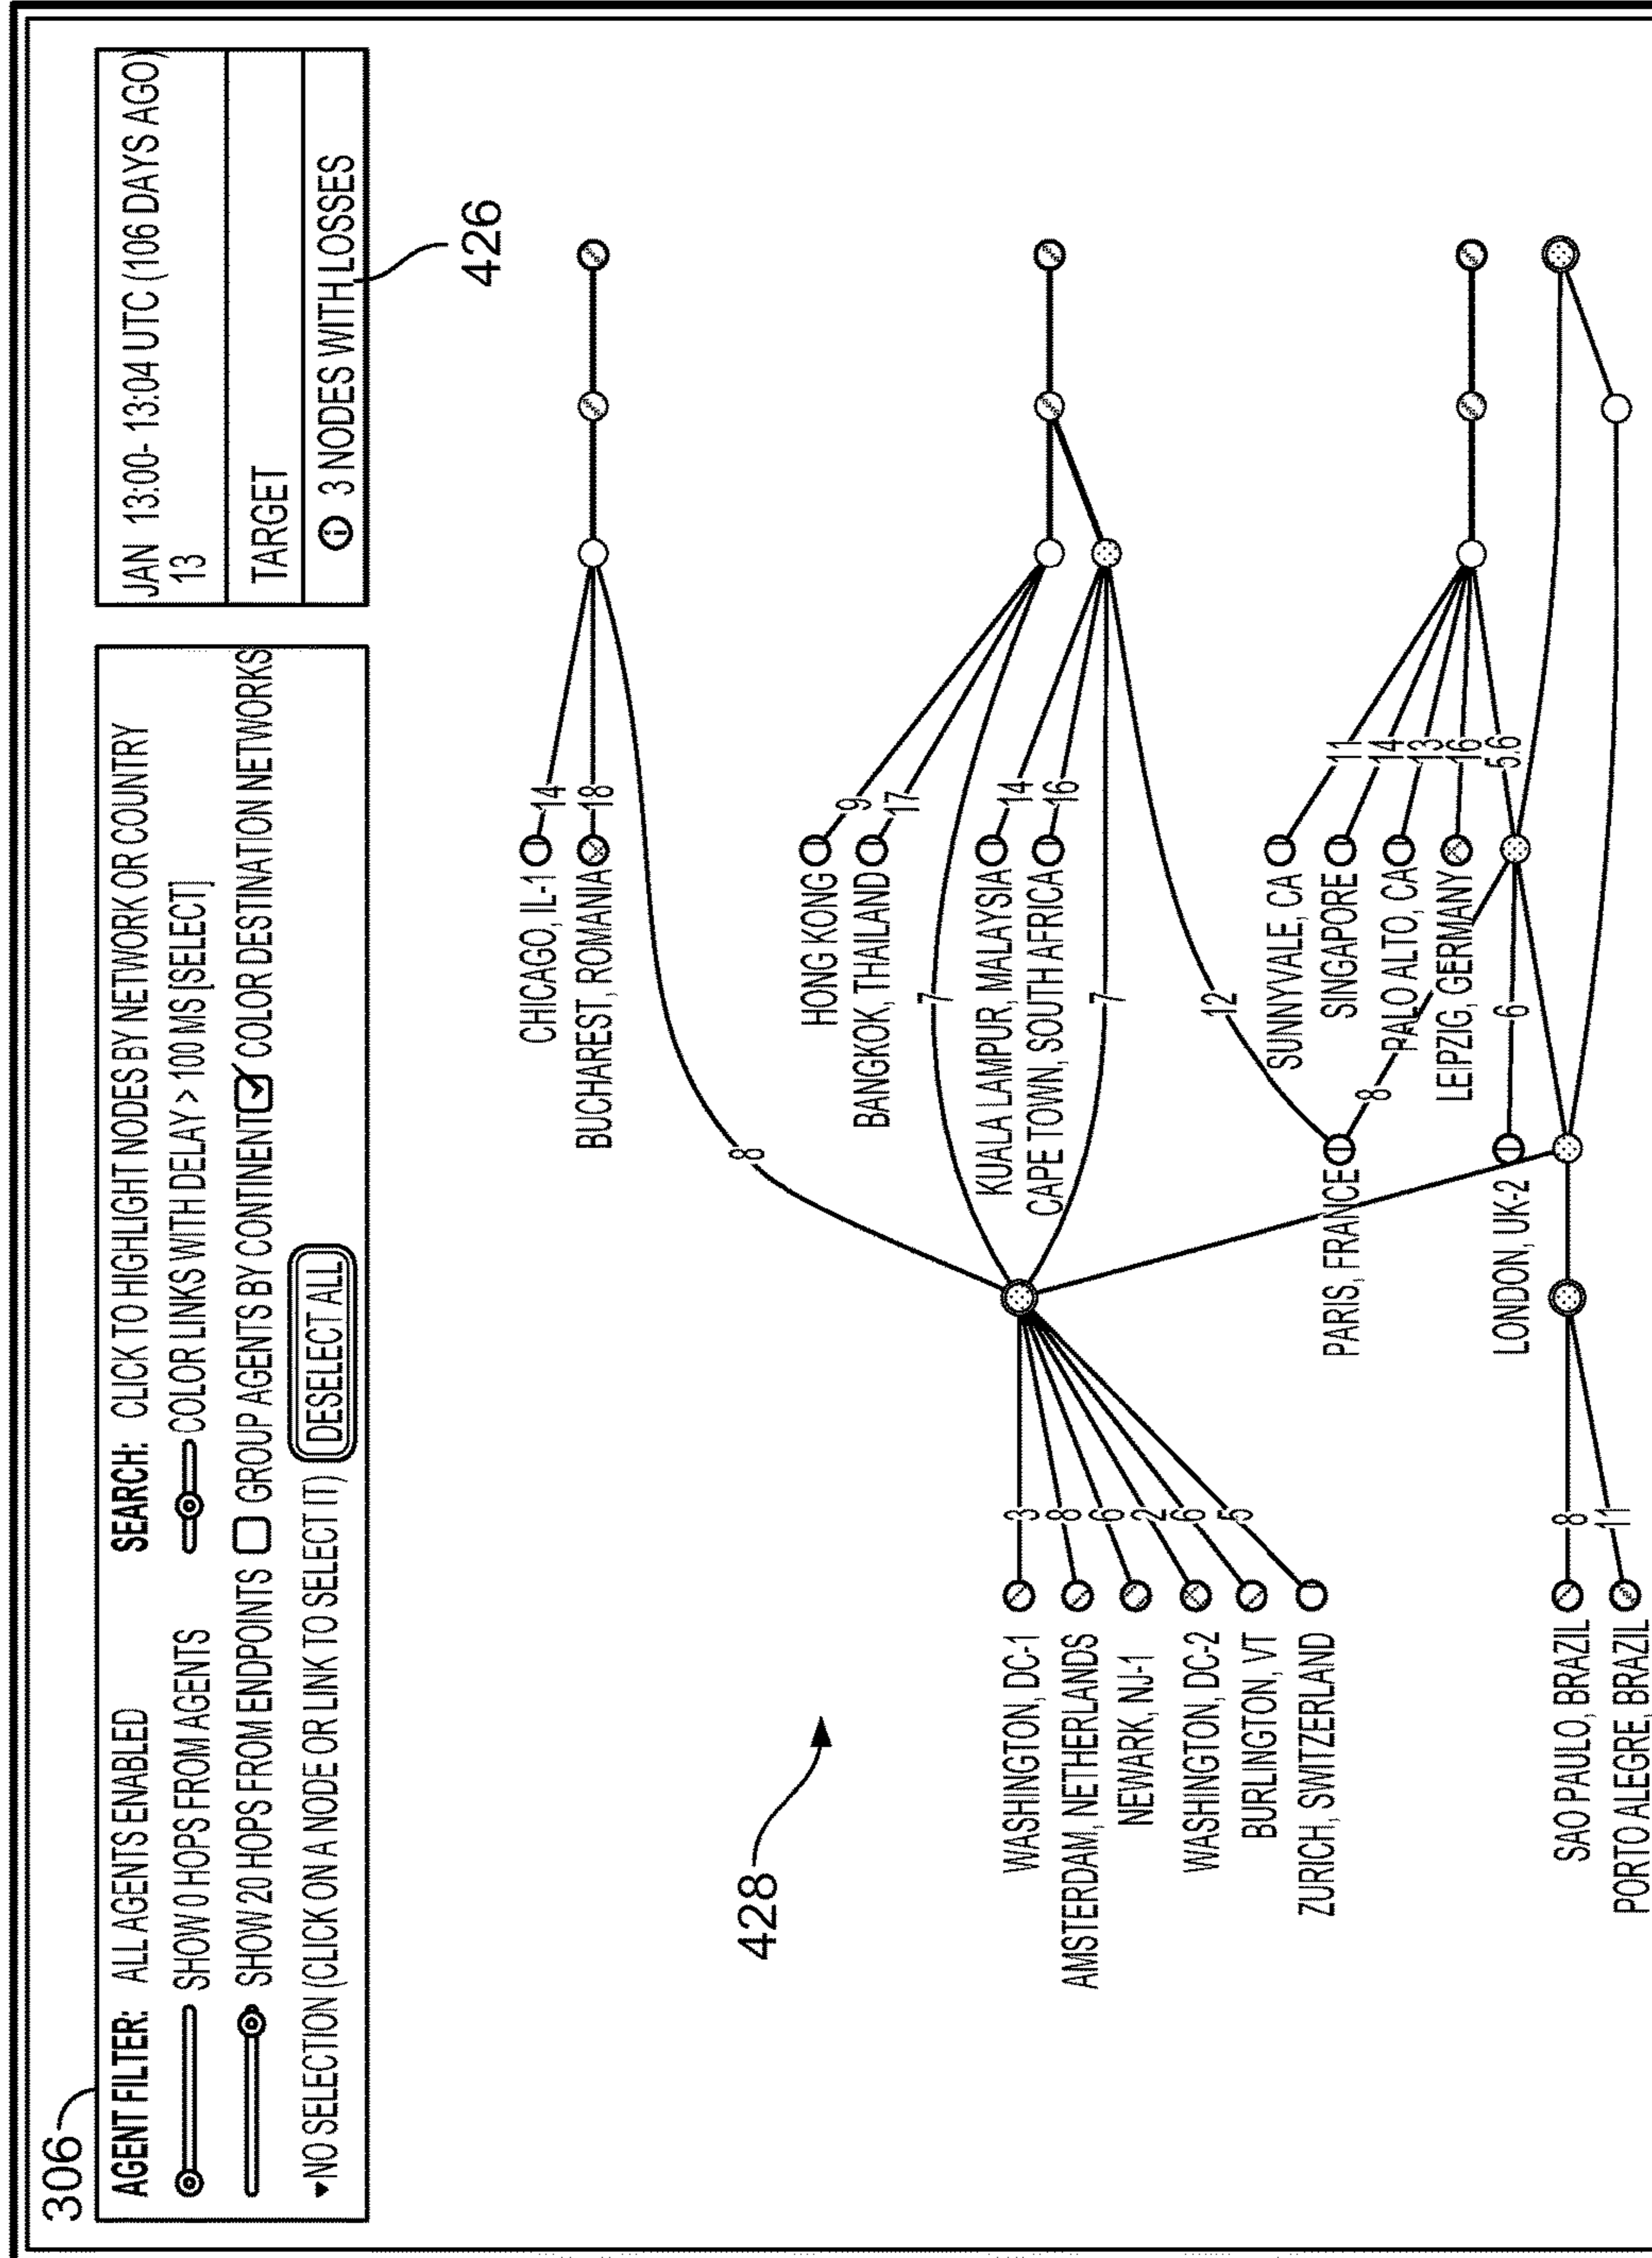 306
AGENT FILTER: ALL AGENTS ENABLED
SEARCH: CLICK TO HIGHLIGHT NODES BY NETWORK OR COUNTRY
SHOW 0 HOPS FROM AGENTS
COLOR LINKS WITH DELAY > 100 MS [SELECT]
SHOW 20 HOPS FROM ENDPOINTS
GROUP AGENTS BY CONTINENT
COLOR DESTINATION NETWORKS
NO SELECTION (CLICK ON A NODE OR LINK TO SELECT IT)
DESELECT ALL
JAN 13:00- 13:04 UTC (106 DAYS AGO)
13
TARGET
3 NODES WITH LOSSES
426
428
CHICAGO, IL-1
14
BUCHAREST, ROMANIA
18
8
HONG KONG
9
BANGKOK, THAILAND
17
7
KUALA LAMPUR, MALAYSIA
14
CAPE TOWN, SOUTH AFRICA
16
7
12
WASHINGTON, DC-1
3
AMSTERDAM, NETHERLANDS
8
NEWARK, NJ-1
6
WASHINGTON, DC-2
2
BURLINGTON, VT
6
ZURICH, SWITZERLAND
5
SUNNYVALE, CA
11
SINGAPORE
14
PALO ALTO, CA
13
LEIPZIG, GERMANY
16
5.6
PARIS, FRANCE
8
LONDON, UK-2
6
SAO PAULO, BRAZIL
8
PORTO ALEGRE, BRAZIL
11